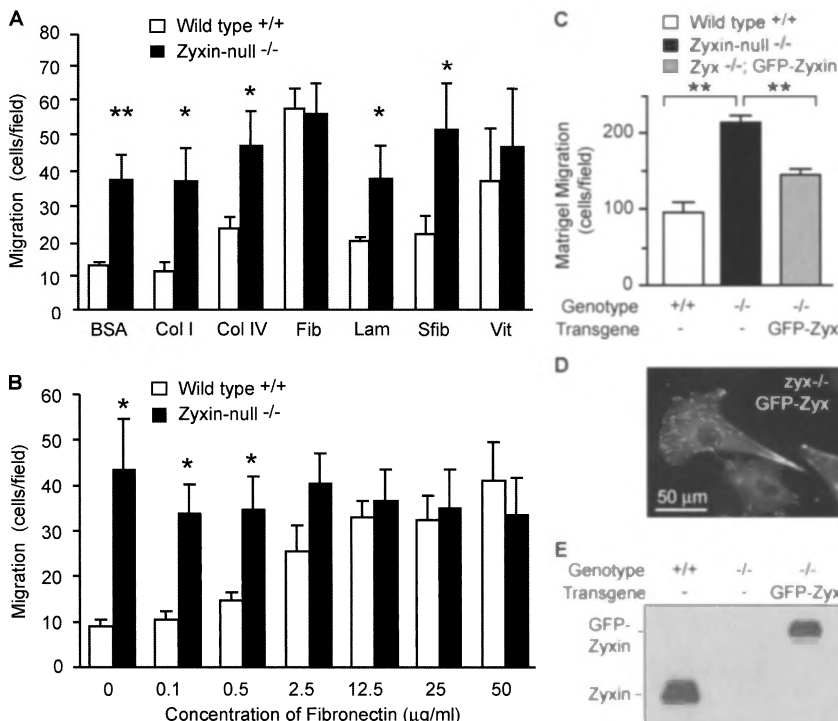 A
Wild type +/+
Zyxin-null -/-
Migration (cells/field)
80
70
60
50
40
30
20
10
0
** * * * *
BSA Col I Col IV Fib Lam Sfib Vit
B
Wild type +/+
Zyxin-null -/-
Migration (cells/field)
60
50
40
30
20
10
0
* * *
0 0.1 0.5 2.5 12.5 25 50
Concentration of Fibronectin (µg/ml)
C
Wild type +/+
Zyxin-null -/-
Zyx -/-; GFP-Zyxin
** **
Matrigel Migration
(cells/field)
200
100
0
Genotype +/+ -/- -/-
Transgene - - GFP-Zyx
D
zyx-/-
GFP-Zyx
50 µm
E
Genotype +/+ -/- -/-
Transgene - - GFP-Zyx
GFP-
Zyxin
Zyxin